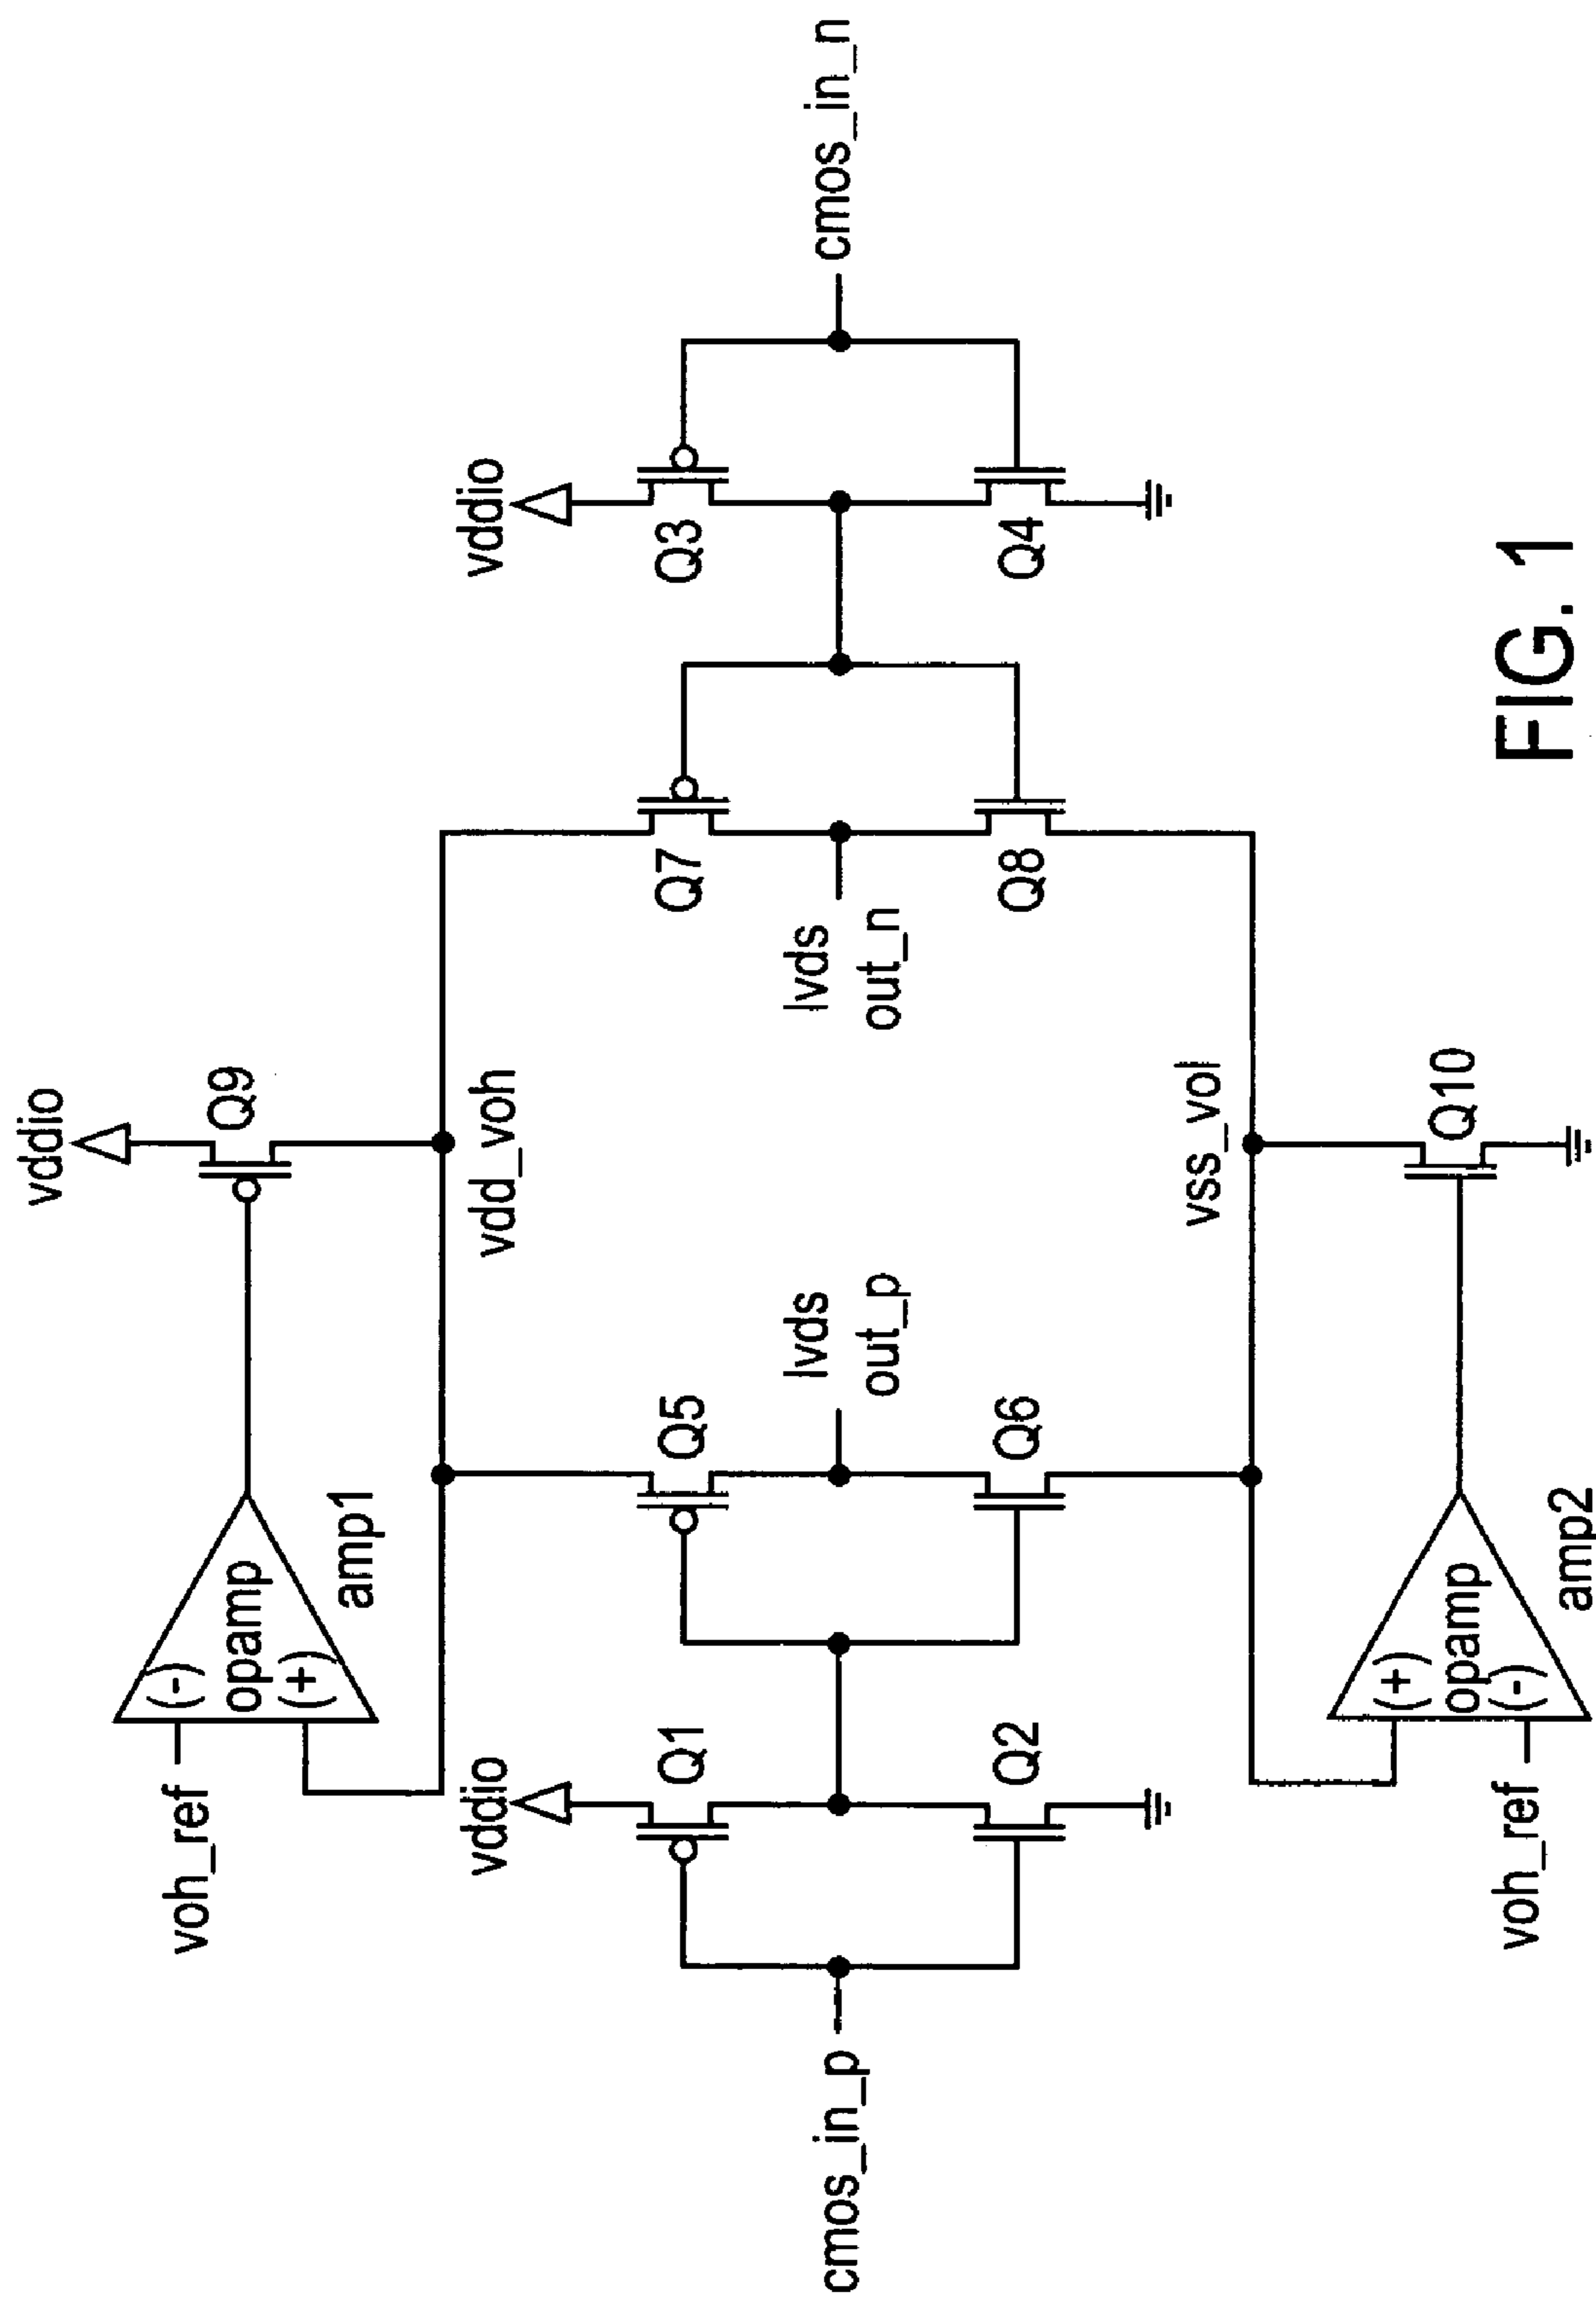 vddio
Q9
voh_ref
(-)
opamp
(+)
amp1
vdd_voh
vddio
vddio
Q1
Q5
Q7
Q3
cmos_in_p
lvds
out_p
lvds
out_n
cmos_in_n
Q2
Q6
Q8
Q4
vss_vol
(+)
opamp
(-)
voh_ref
amp2
Q10
FIG. 1